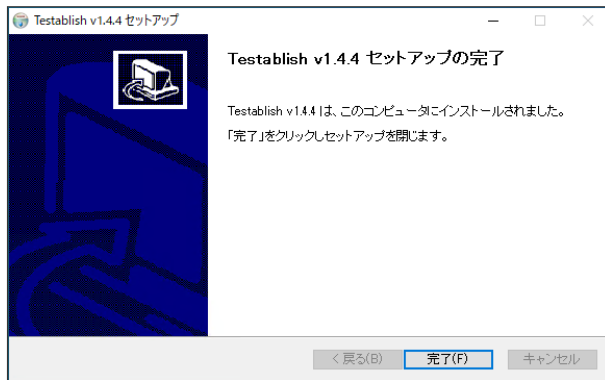 Testablish v1.4.4 セットアップ
Testablish v1.4.4 セットアップの完了
Testablish v1.4.4 は、このコンピュータにインストールされました。
「完了」をクリックしセットアップを閉じます。
< 戻る(B)
完了(F)
キャンセル